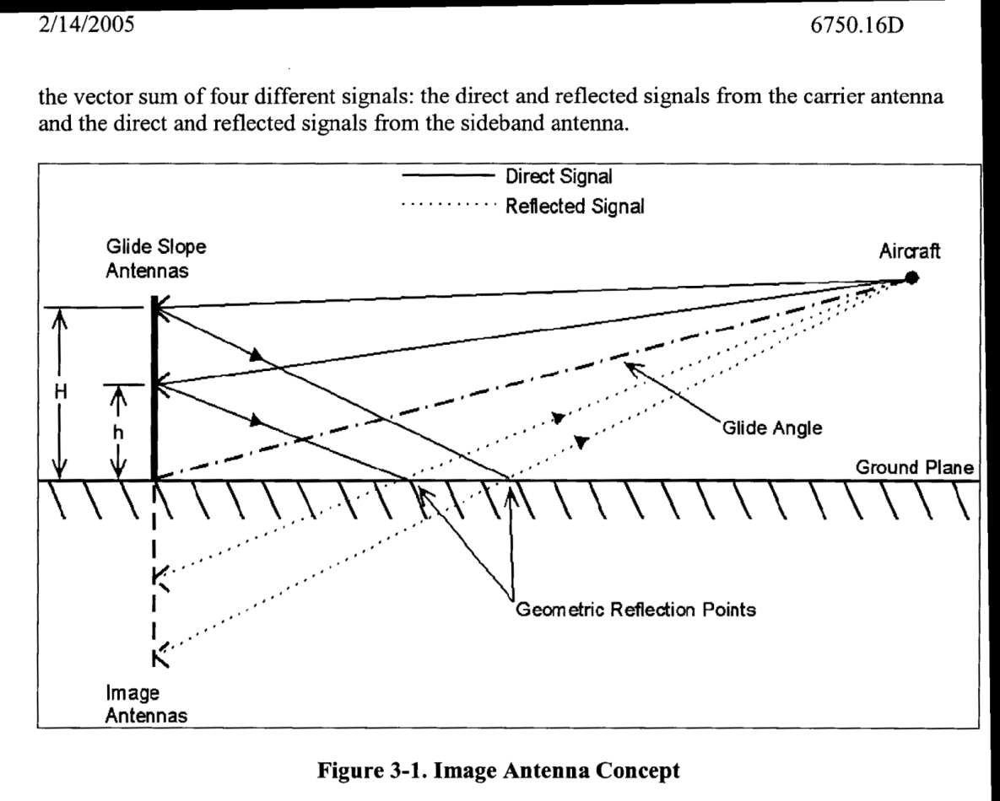 2/14/2005 6750.16D
the vector sum of four different signals: the direct and reflected signals from the carrier antenna
and the direct and reflected signals from the sideband antenna.
Direct Signal
Reflected Signal
Glide Slope
Antennas
Aircraft
H
h
Glide Angle
Ground Plane
Geometric Reflection Points
Image
Antennas
Figure 3-1. Image Antenna Concept